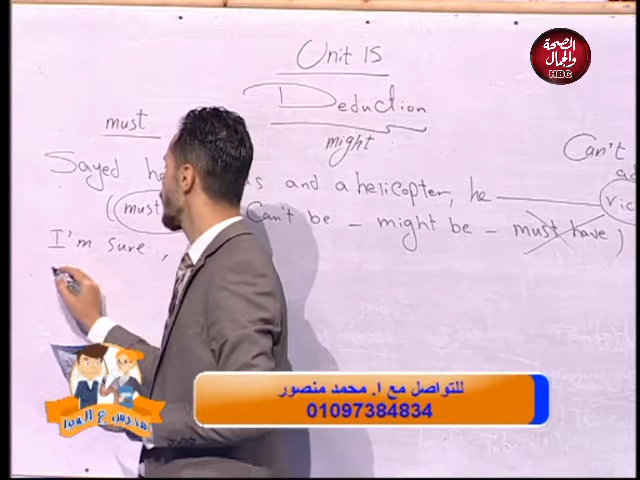 Unit 15
Deduction
must
might
Can't
Sayed ha and a helicopter, he
(must Can't be - might be - must have)
I'm sure,
الصحة والجمال
HBC
للتواصل مع ا. محمد منصور
01097384834